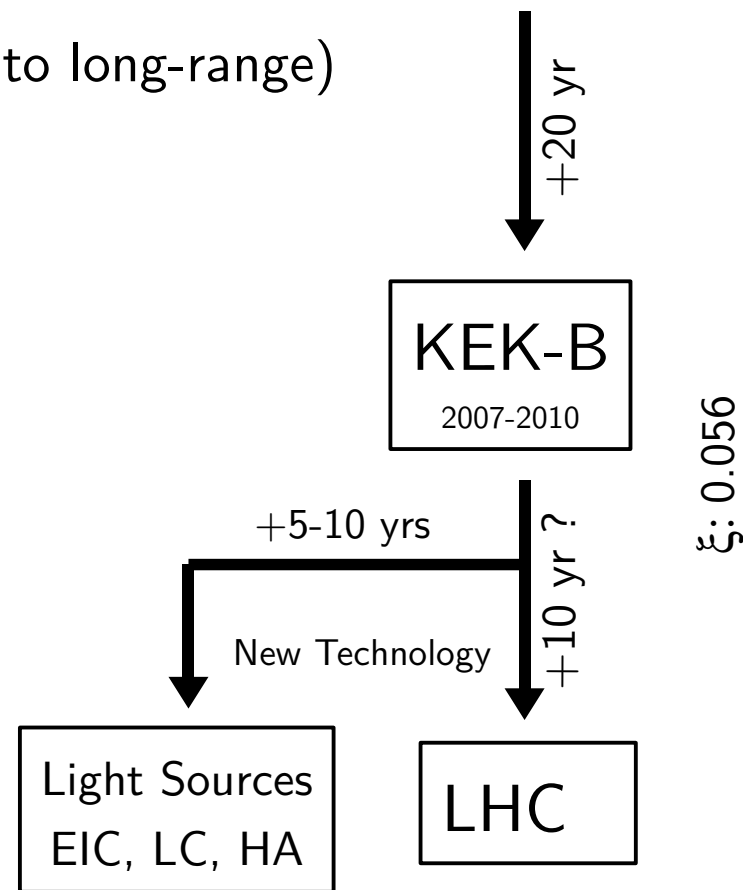 to long-range)
+20 yr
KEK-B
2007-2010
ξ: 0.056
+5-10 yrs
+10 yr ?
New Technology
Light Sources
EIC, LC, HA
LHC